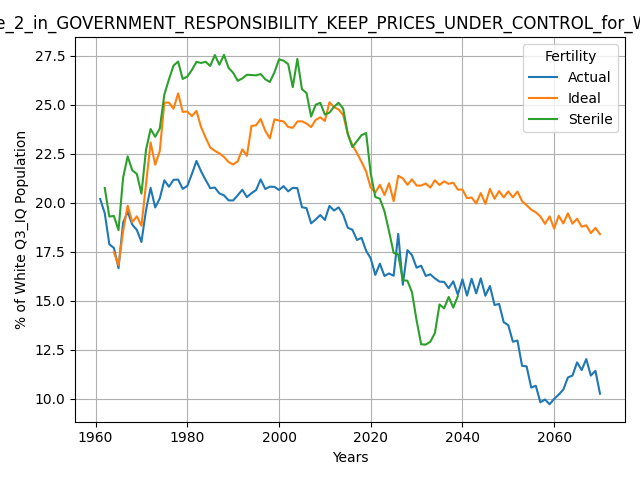 e_2_in_GOVERNMENT_RESPONSIBILITY_KEEP_PRICES_UNDER_CONTROL_for_W
Fertility
Actual
Ideal
Sterile
% of White Q3_IQ Population
27.5
25.0
22.5
20.0
17.5
15.0
12.5
10.0
1960
1980
2000
2020
2040
2060
Years